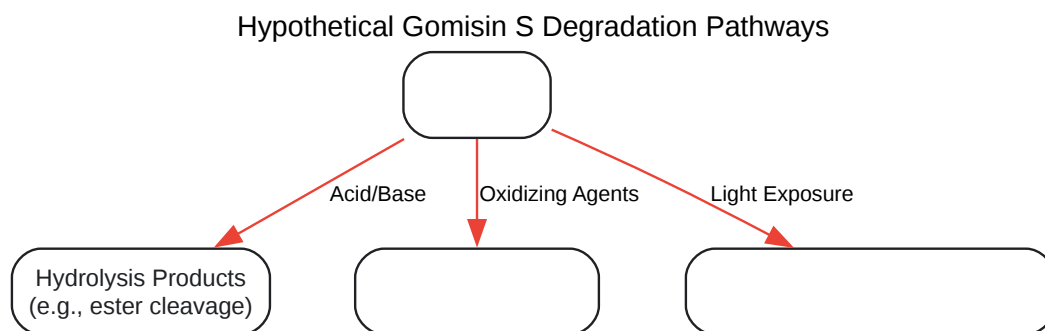 Hypothetical Gomisin S Degradation Pathways
Acid/Base
Oxidizing Agents
Light Exposure
Hydrolysis Products
(e.g., ester cleavage)